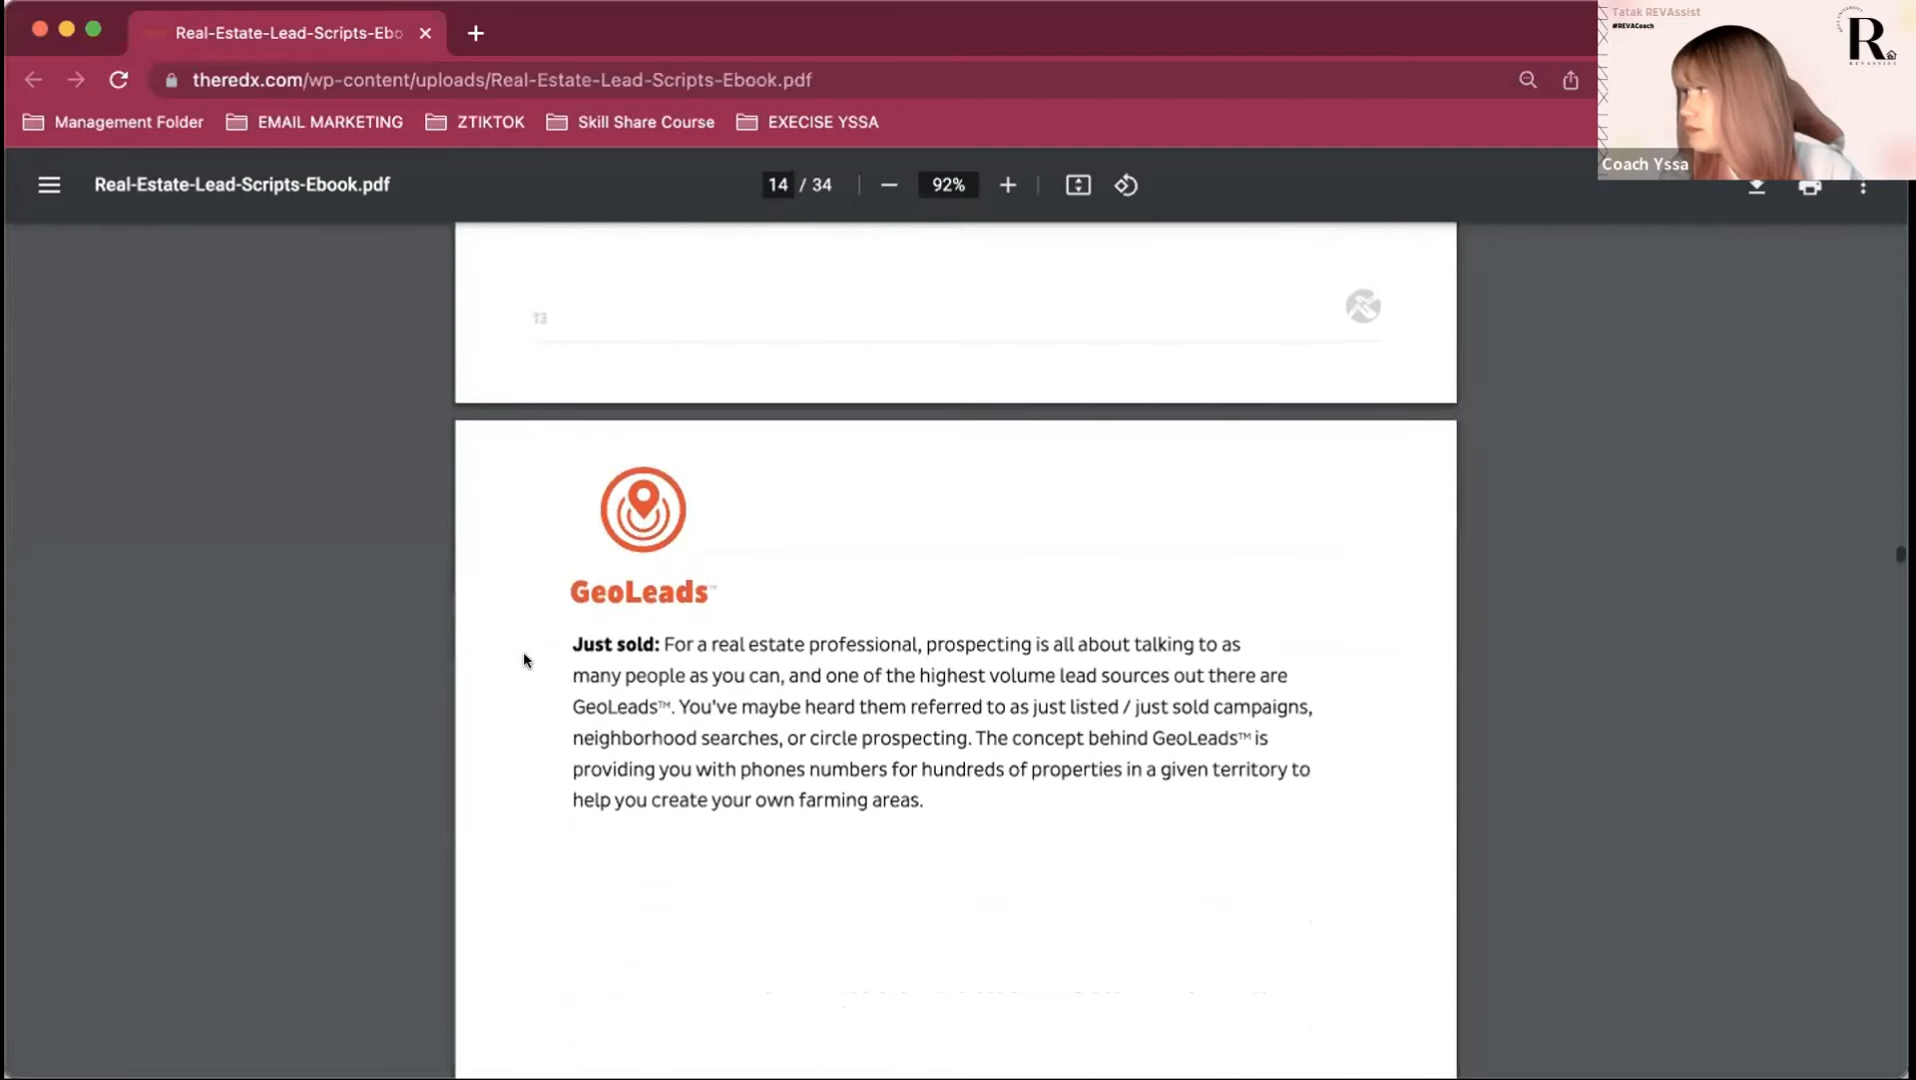 Real-Estate-Lead-Scripts-Ebo
theredx.com/wp-content/uploads/Real-Estate-Lead-Scripts-Ebook.pdf
Management Folder
EMAIL MARKETING
ZTIKTOK
Skill Share Course
EXECISE YSSA
Tatak REVAssist
#REVACoach
R
REVASSIST
Coach Yssa
Real-Estate-Lead-Scripts-Ebook.pdf
14 / 34
92%
13
GeoLeads™
Just sold: For a real estate professional, prospecting is all about talking to as
many people as you can, and one of the highest volume lead sources out there are
GeoLeads™. You've maybe heard them referred to as just listed / just sold campaigns,
neighborhood searches, or circle prospecting. The concept behind GeoLeads™ is
providing you with phones numbers for hundreds of properties in a given territory to
help you create your own farming areas.